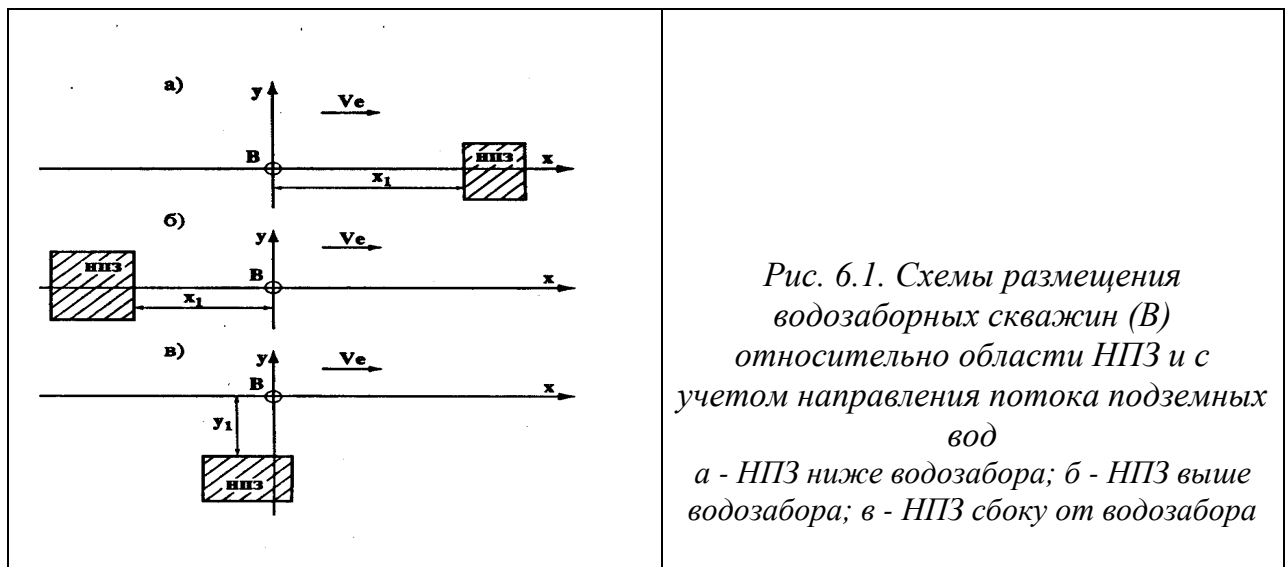 а)
y
Ve
В
нпз
x
x₁
б)
y
Ve
нпз
В
x
x₁
в)
y
Ve
В
x
y₁
нпз
Рис. 6.1. Схемы размещения
водозаборных скважин (В)
относительно области НПЗ и с
учетом направления потока подземных
вод
а - НПЗ ниже водозабора; б - НПЗ выше
водозабора; в - НПЗ сбоку от водозабора